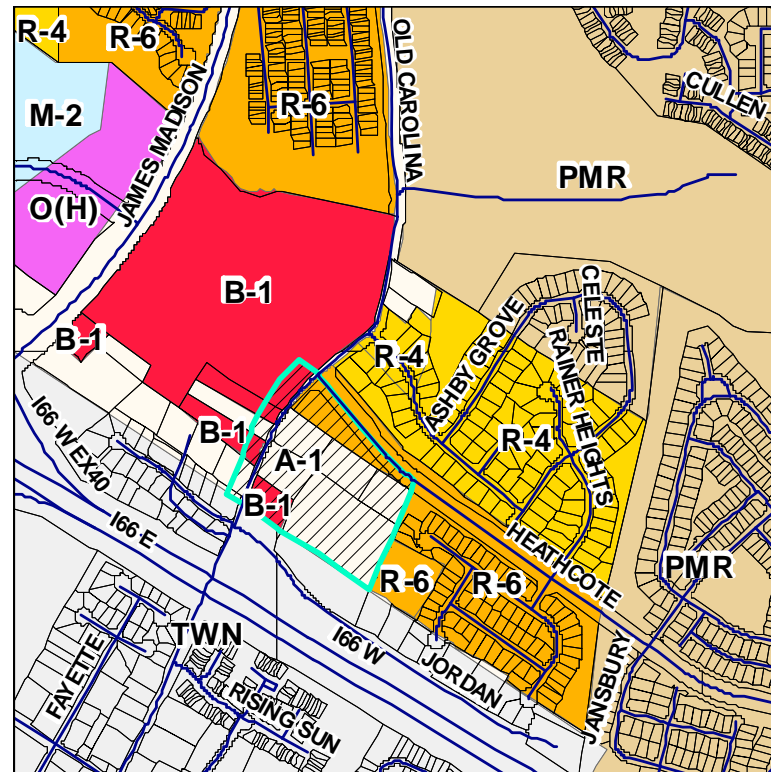 R-4
R-6
M-2
JAMES MADISON
O(H)
R-6
OLD CAROLINA
CULLEN
PMR
B-1
B-1
R-4
ASHBY GROVE
CELESTE
RAINER HEIGHTS
R-4
I66 W EX40
B-1
A-1
B-1
I66 E
HEATHCOTE
R-6
R-6
PMR
TWN
I66 W
JORDAN
JANSBURY
FAYETTE
RISING SUN